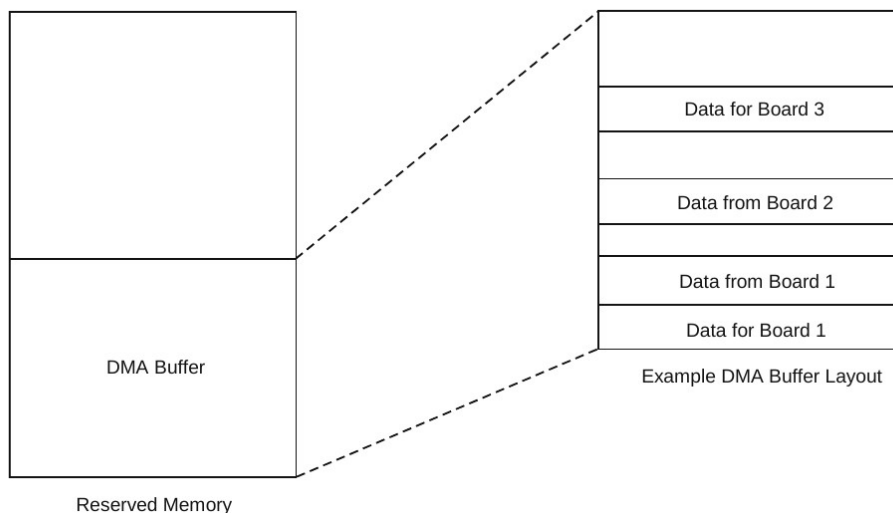 DMA Buffer
Reserved Memory
Data for Board 3
Data from Board 2
Data from Board 1
Data for Board 1
Example DMA Buffer Layout